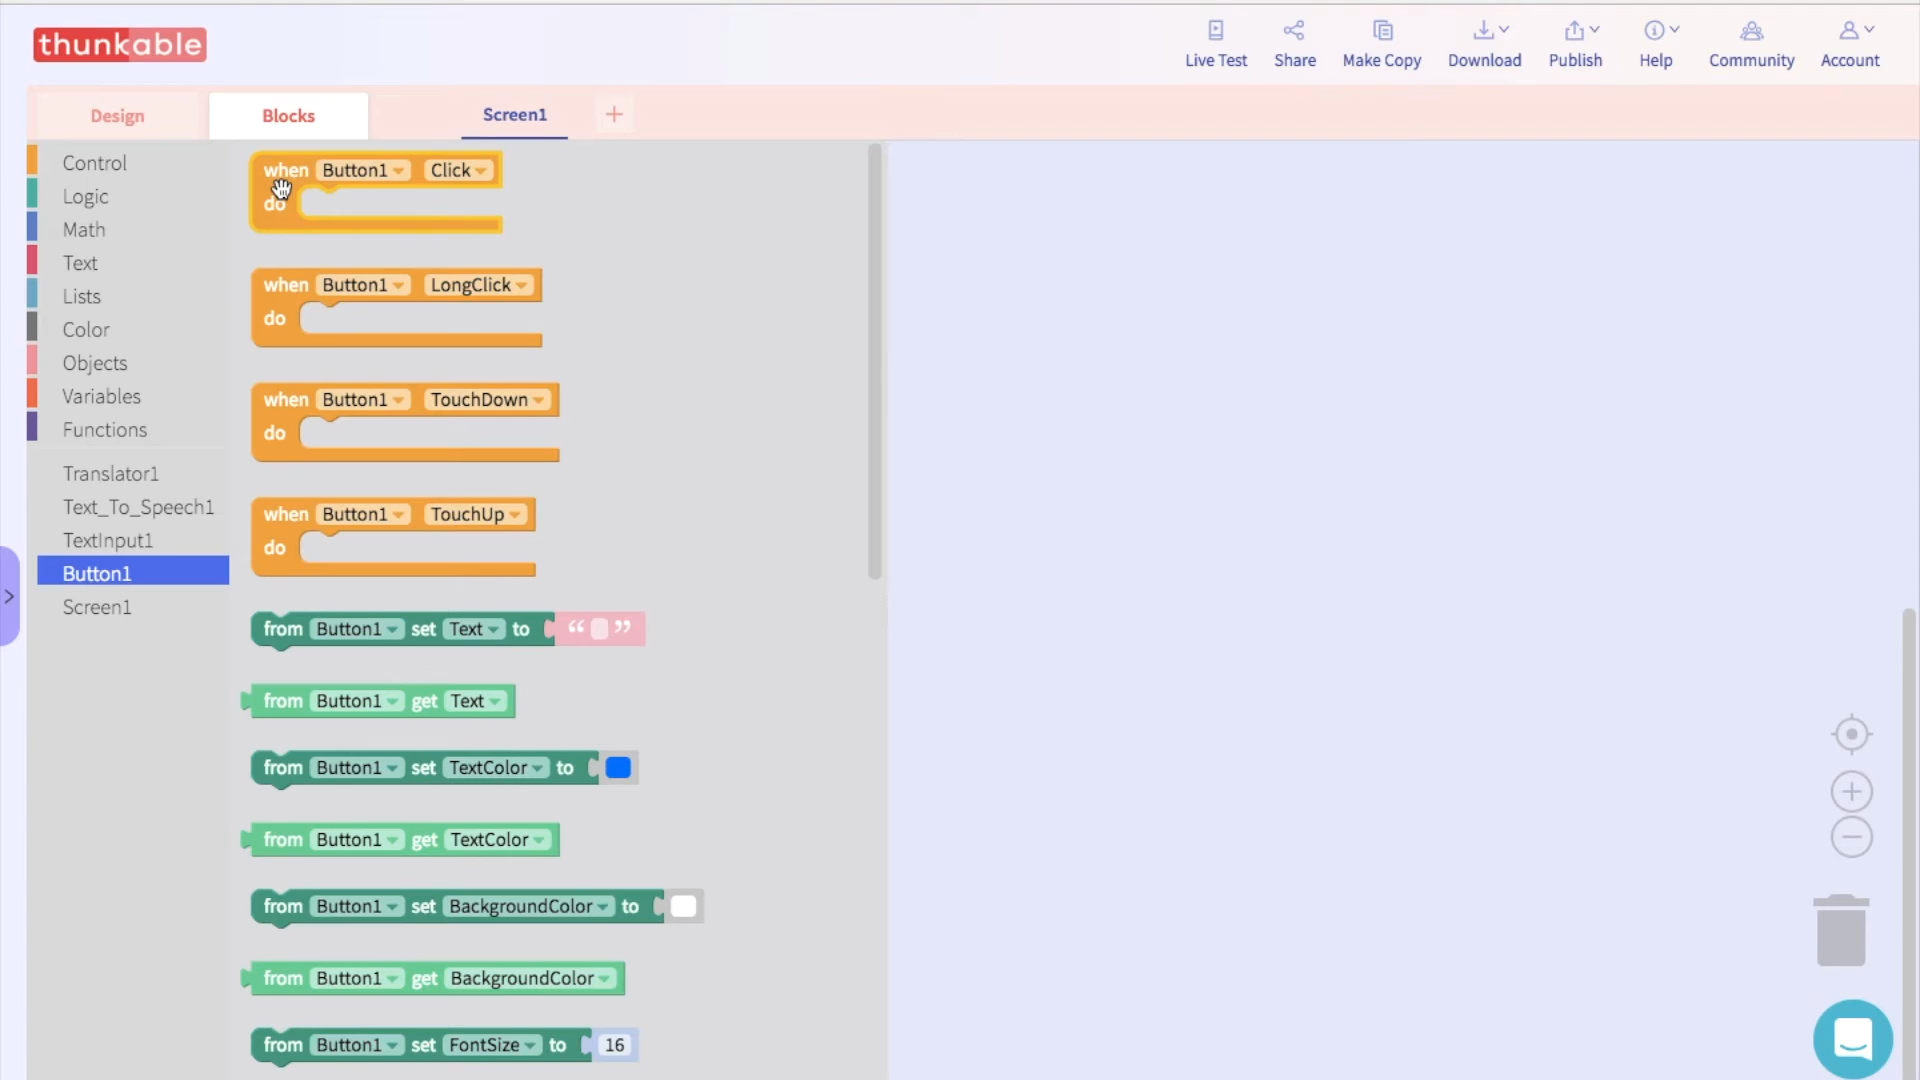 thunkable
Live Test
Share
Make Copy
Download
Publish
Help
Community
Account
Design
Blocks
Screen1
+
Control
Logic
Math
Text
Lists
Color
Objects
Variables
Functions
Translator1
Text_To_Speech1
TextInput1
Button1
Screen1
when Button1 Click
do
when Button1 LongClick
do
when Button1 TouchDown
do
when Button1 TouchUp
do
from Button1 set Text to “ ”
from Button1 get Text
from Button1 set TextColor to
from Button1 get TextColor
from Button1 set BackgroundColor to
from Button1 get BackgroundColor
from Button1 set FontSize to 16